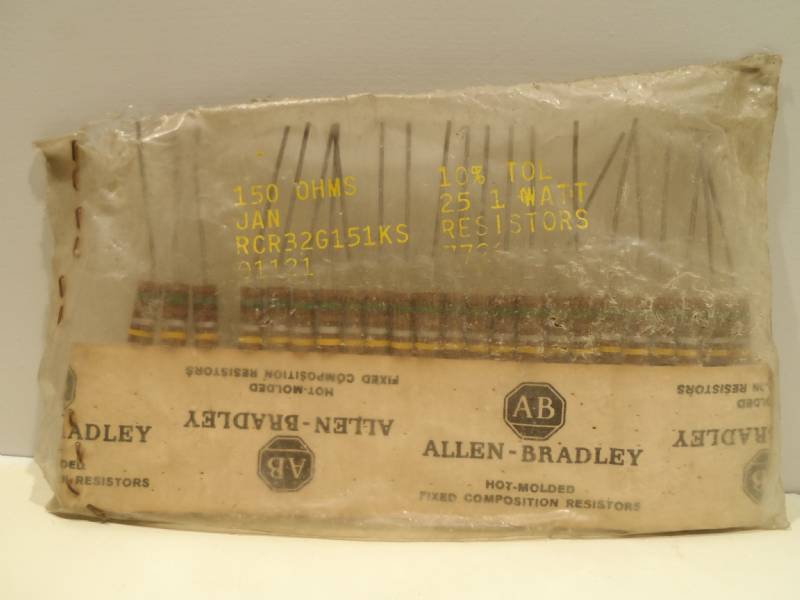 150 OHMS
JAN
RCR32G151KS
01121
10% TOL
25 1 WATT
RESISTORS
FIXED COMPOSITION RESISTORS
HOT-MOLDED
ALLEN-BRADLEY
AB
AB
ALLEN-BRADLEY
HOT-MOLDED
FIXED COMPOSITION RESISTORS
RESISTORS